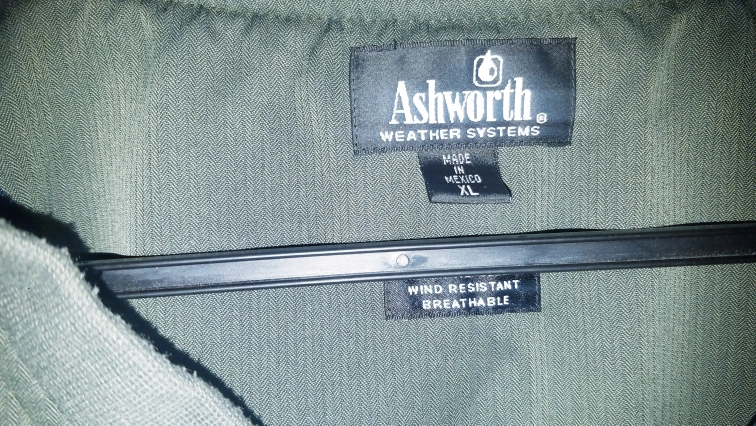 Ashworth®
WEATHER SYSTEMS
MADE
IN
MEXICO
XL
WIND RESISTANT
BREATHABLE